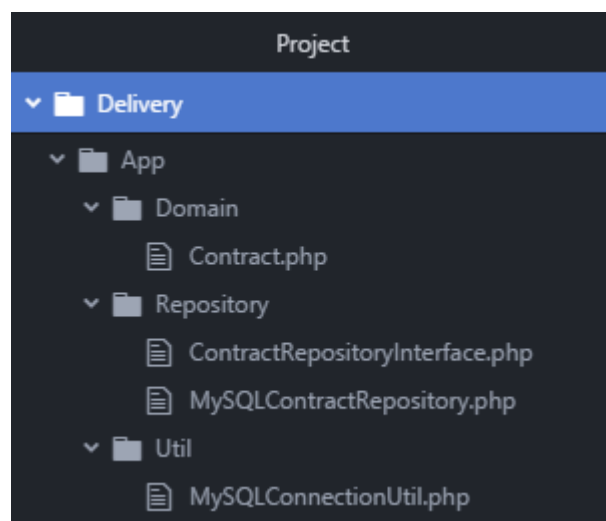 Project
Delivery
App
Domain
Contract.php
Repository
ContractRepositoryInterface.php
MySQLContractRepository.php
Util
MySQLConnectionUtil.php